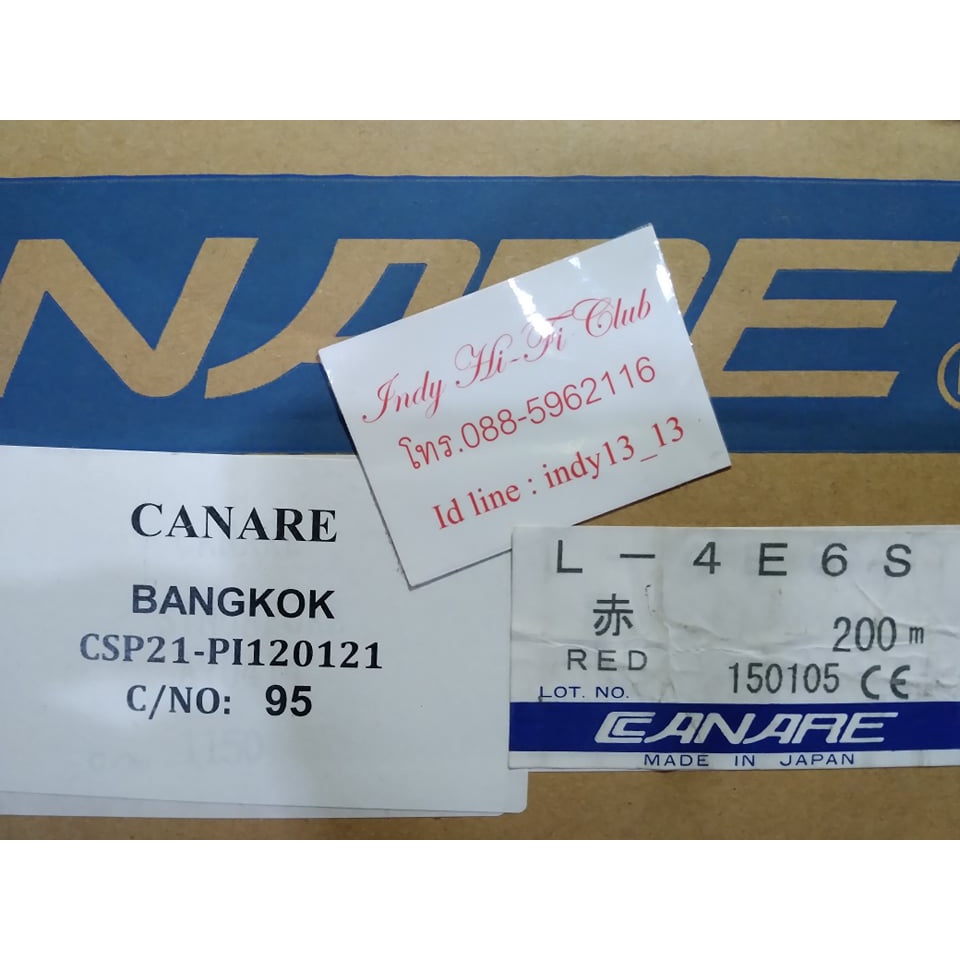 NARE
Indy Hi-Fi Club
โทร.088-5962116
Id line : indy13_13
CANARE
BANGKOK
CSP21-PI120121
C/NO: 95
L-4E6S
赤
RED
200m
LOT. NO. 150105 CE
CANARE
MADE IN JAPAN